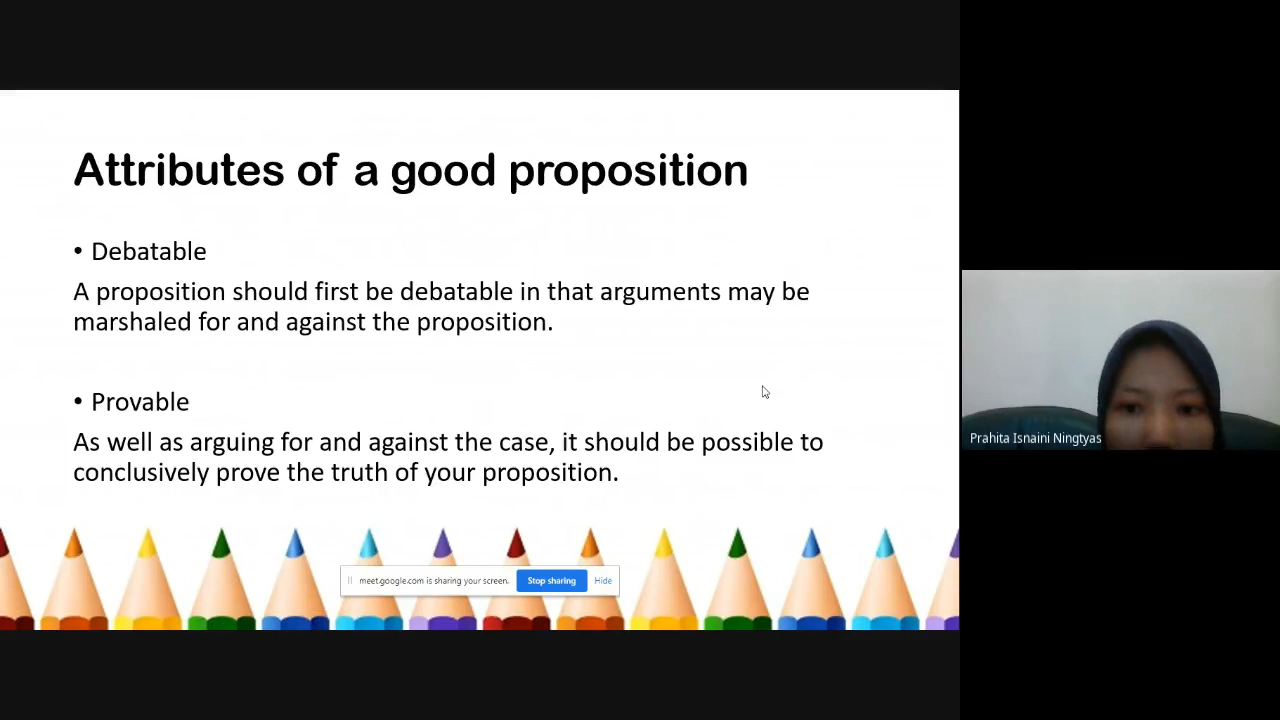 Attributes of a good proposition
• Debatable
A proposition should first be debatable in that arguments may be
marshaled for and against the proposition.
• Provable
As well as arguing for and against the case, it should be possible to
conclusively prove the truth of your proposition.
meet.google.com is sharing your screen.
Stop sharing
Hide
Prahita Isnaini Ningtyas